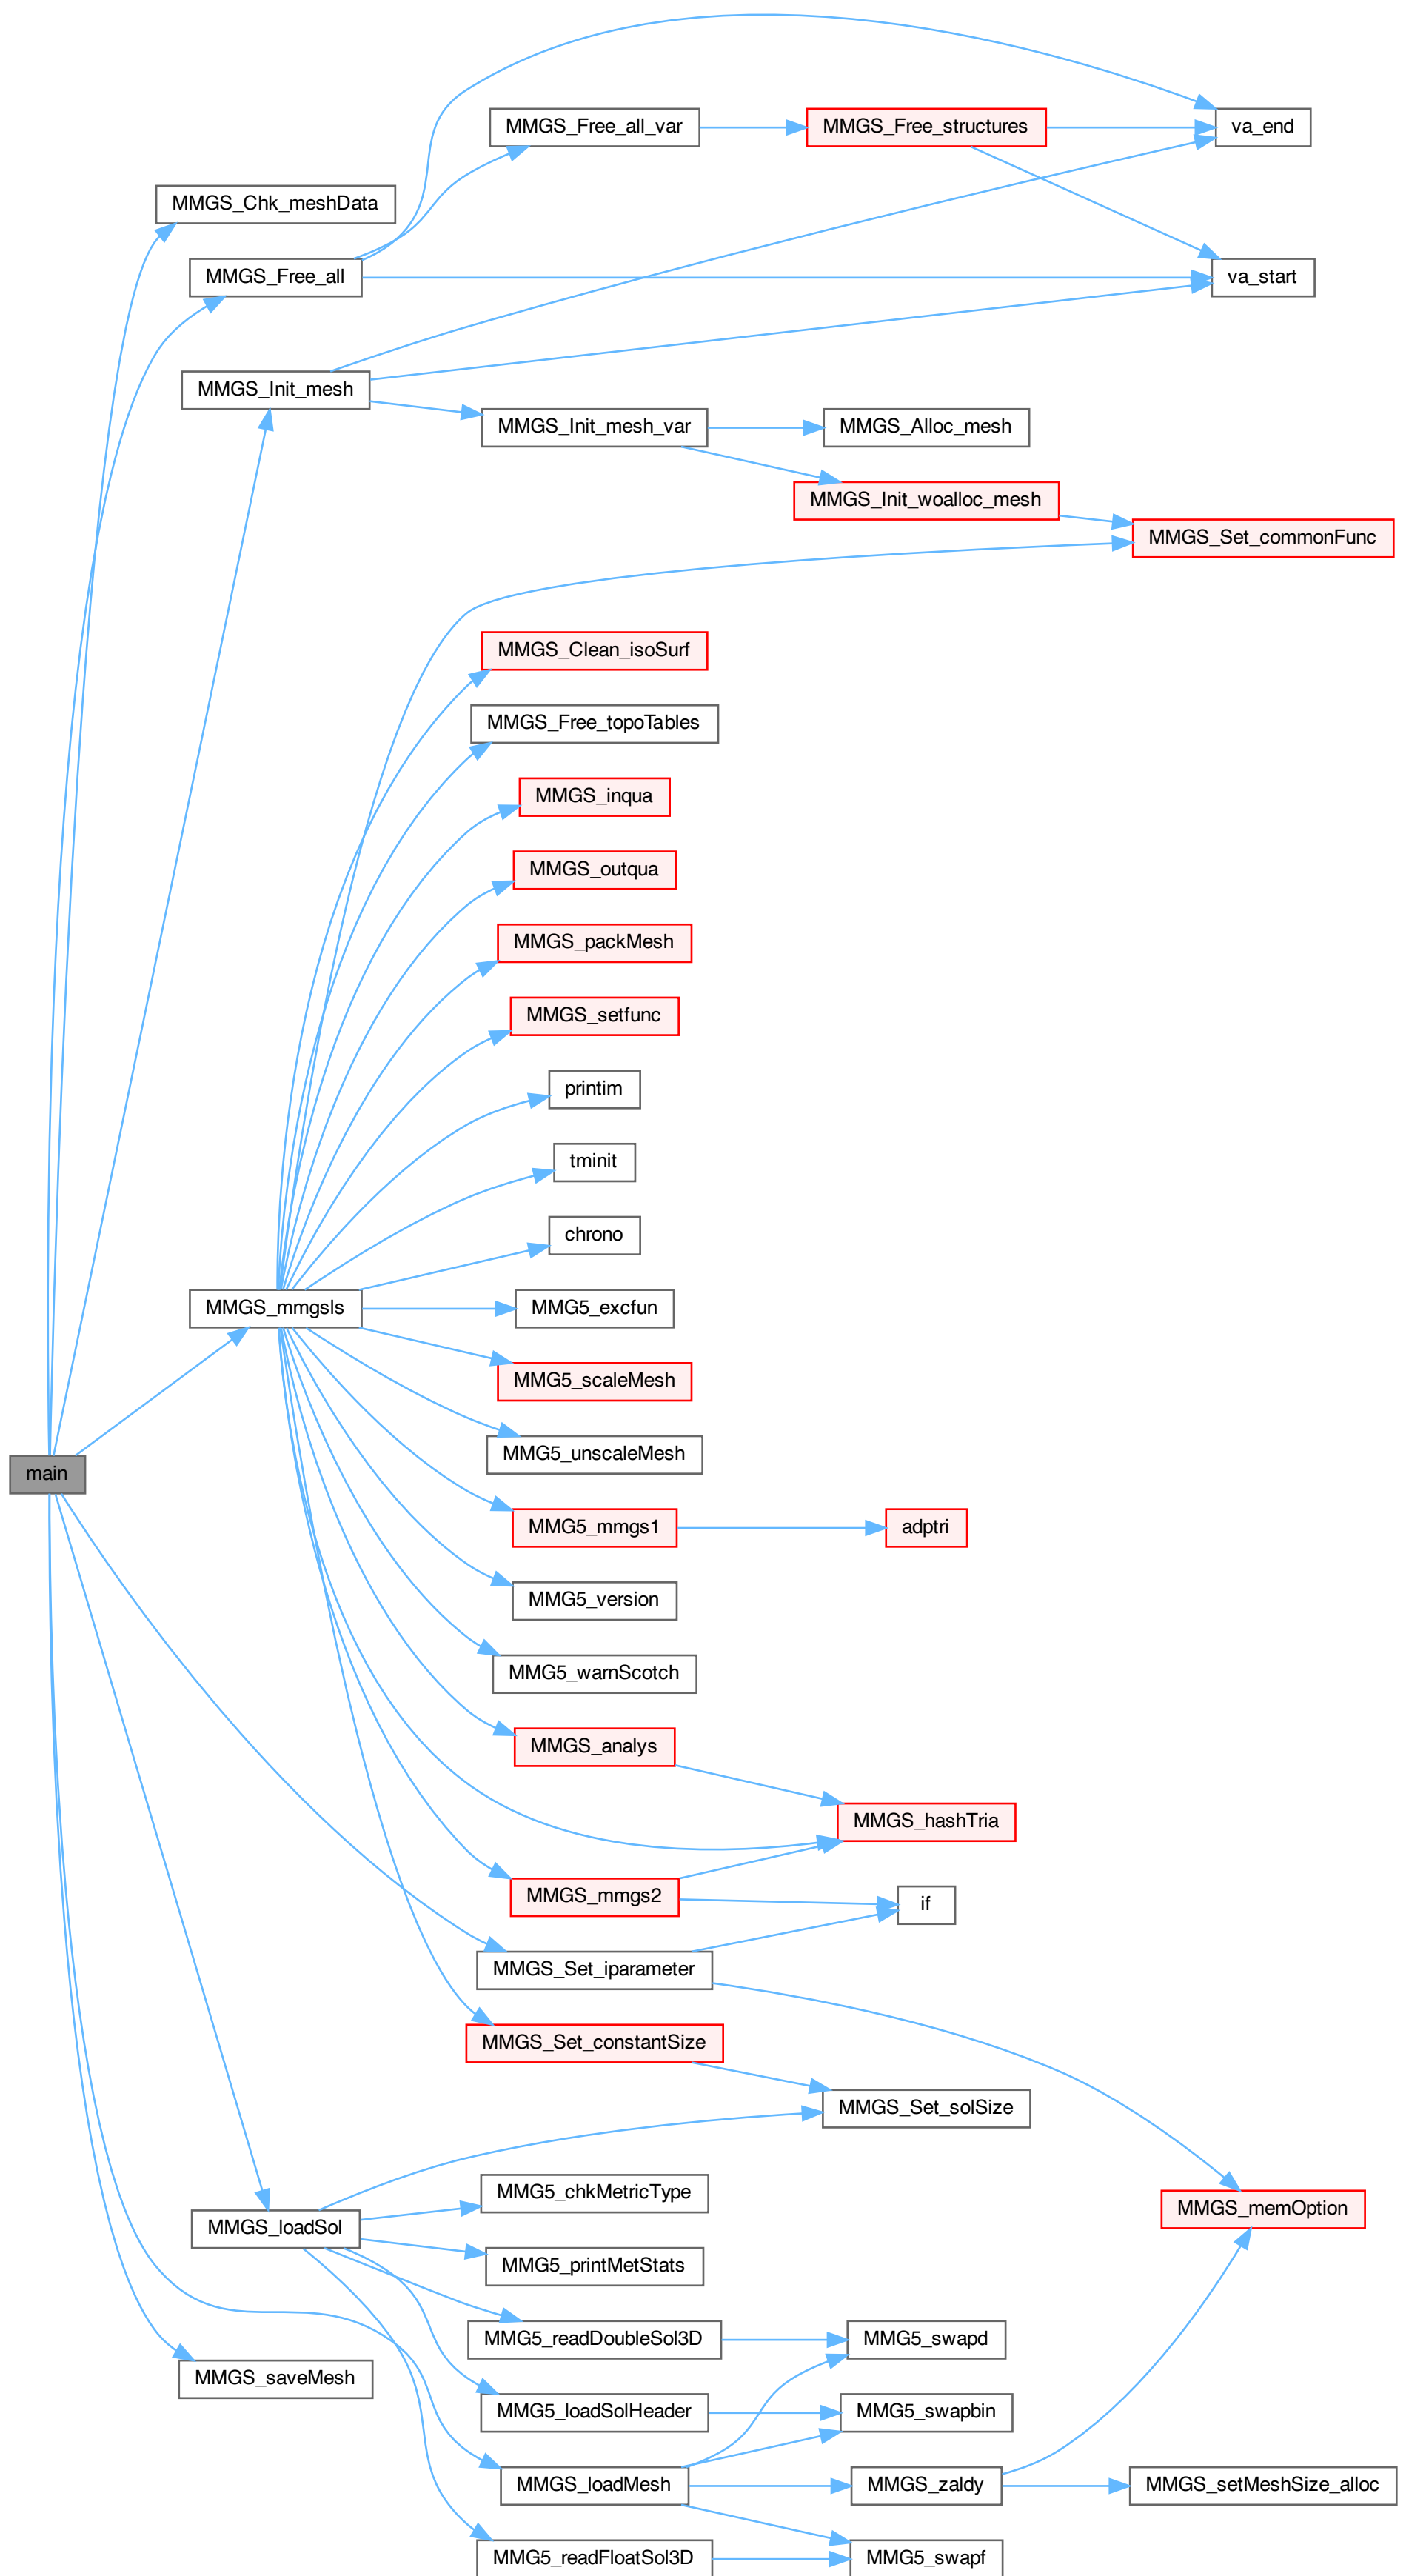 MMGS_Free_all_var
MMGS_Free_structures
va_end
MMGS_Chk_meshData
MMGS_Free_all
va_start
MMGS_Init_mesh
MMGS_Init_mesh_var
MMGS_Alloc_mesh
MMGS_Init_woalloc_mesh
MMGS_Set_commonFunc
MMGS_Clean_isoSurf
MMGS_Free_topoTables
MMGS_inqua
MMGS_outqua
MMGS_packMesh
MMGS_setfunc
printim
tminit
chrono
MMGS_mmgsls
MMG5_excfun
MMG5_scaleMesh
MMG5_unscaleMesh
main
MMG5_mmgs1
adptri
MMG5_version
MMG5_warnScotch
MMGS_analys
MMGS_hashTria
MMGS_mmgs2
if
MMGS_Set_iparameter
MMGS_Set_constantSize
MMGS_Set_solSize
MMG5_chkMetricType
MMGS_memOption
MMGS_loadSol
MMG5_printMetStats
MMG5_readDoubleSol3D
MMG5_swapd
MMGS_saveMesh
MMG5_loadSolHeader
MMG5_swapbin
MMGS_loadMesh
MMGS_zaldy
MMGS_setMeshSize_alloc
MMG5_readFloatSol3D
MMG5_swapf